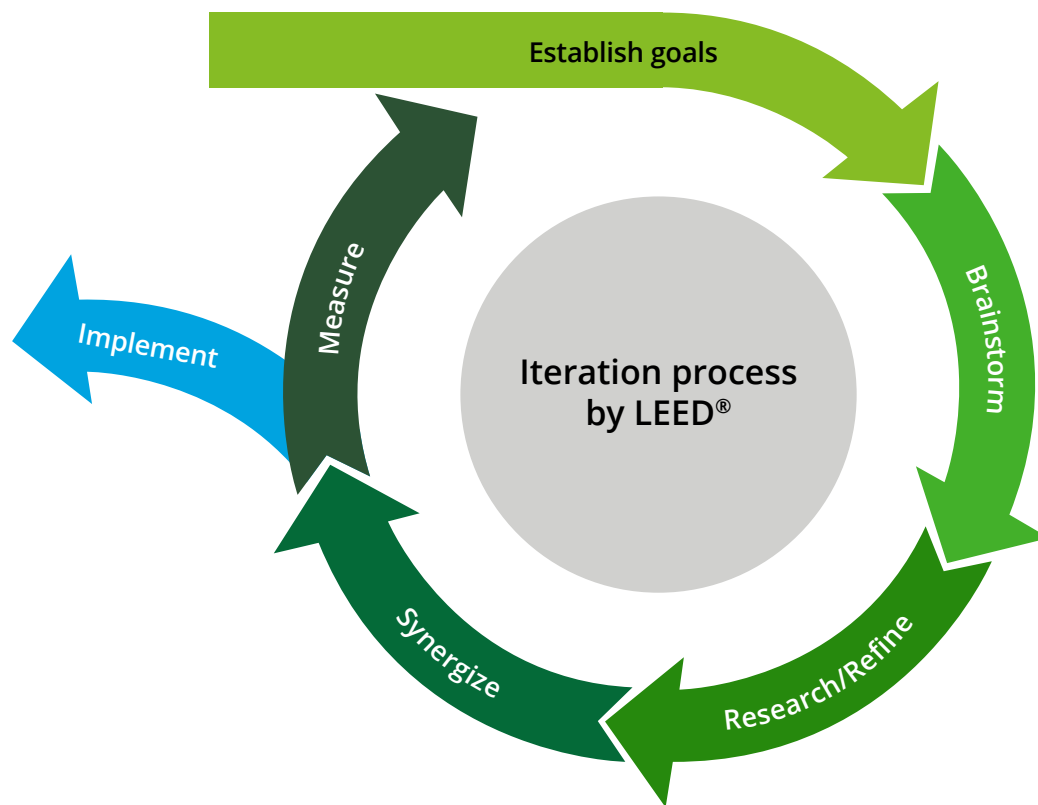 Establish goals
Brainstorm
Research/Refine
Synergize
Measure
Implement
Iteration process
by LEED®